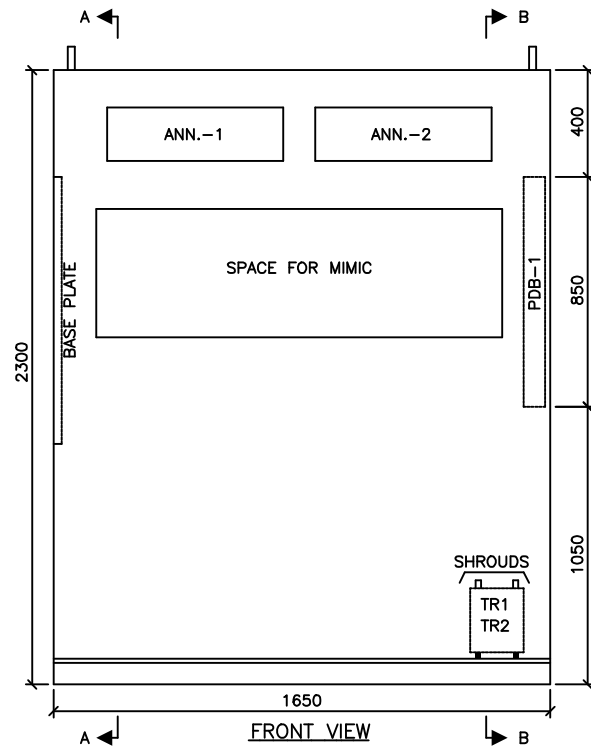 A B
ANN.-1 ANN.-2
400
SPACE FOR MIMIC
BASE PLATE
PDB-1
850
2300
1050
SHROUDS
TR1
TR2
1650
A FRONT VIEW B